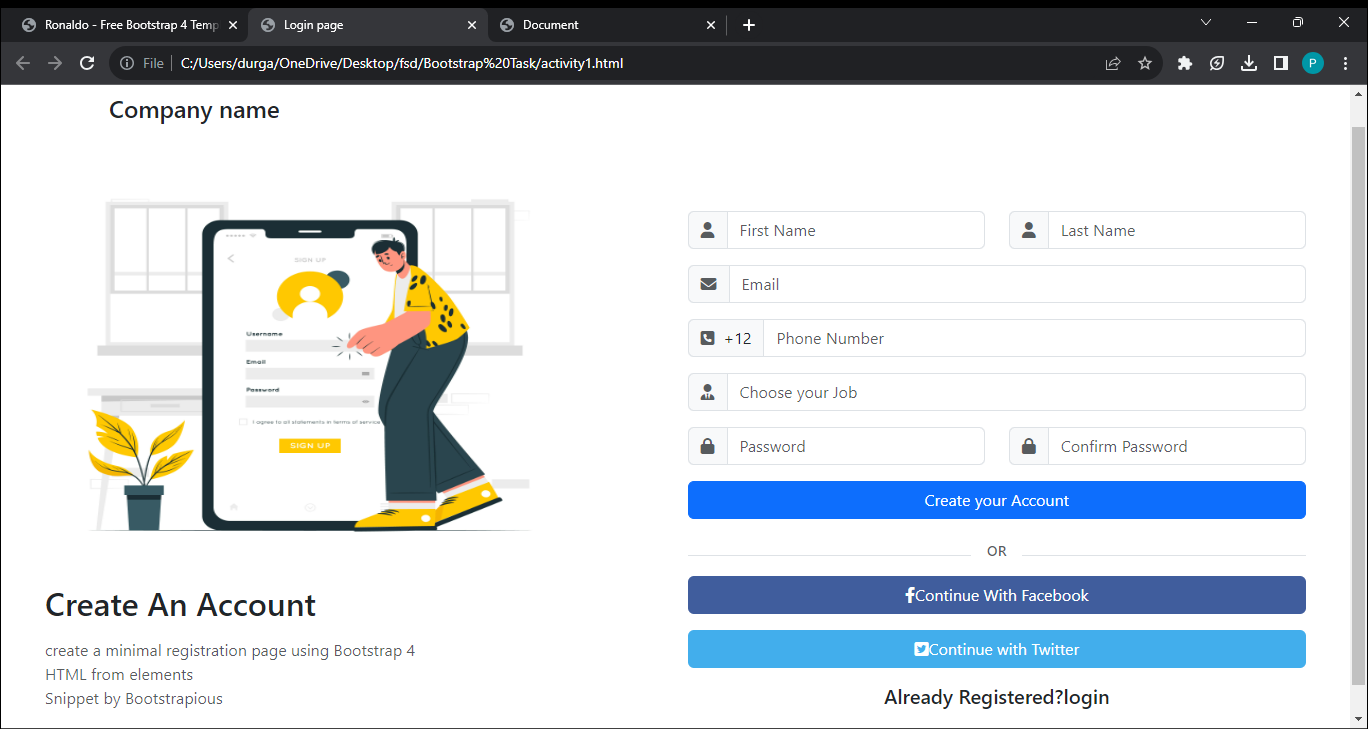 Ronaldo - Free Bootstrap 4 Temp
Login page
Document
File
C:/Users/durga/OneDrive/Desktop/fsd/Bootstrap%20Task/activity1.html
P
Company name
SIGN UP
Username
Email
Password
I agree to all statements in terms of service
SIGN UP
Create An Account
create a minimal registration page using Bootstrap 4
HTML from elements
Snippet by Bootstrapious
First Name
Last Name
Email
+12
Phone Number
Choose your Job
Password
Confirm Password
Create your Account
OR
Continue With Facebook
Continue with Twitter
Already Registered?login